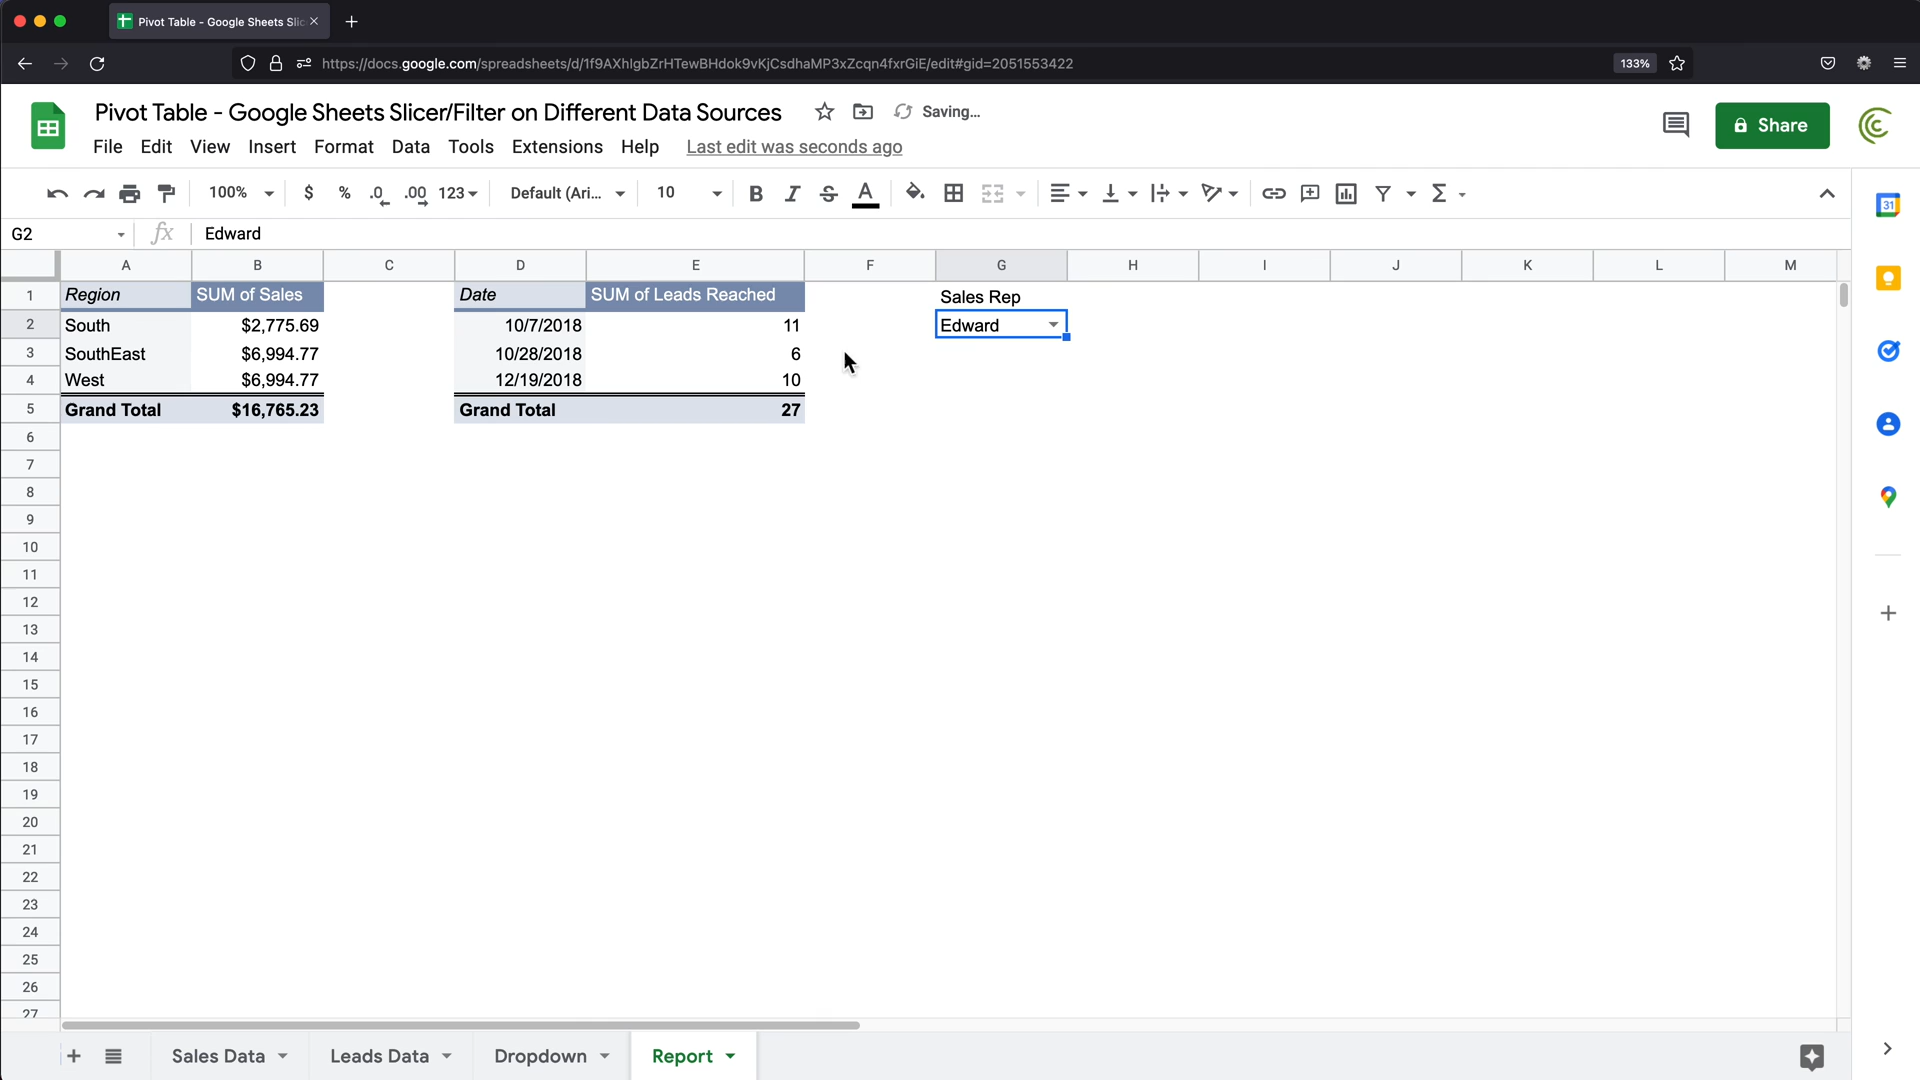 Pivot Table - Google Sheets Slic
https://docs.google.com/spreadsheets/d/1f9AXhIgbZrHTewBHdok9vKjCsdhaMP3xZcqn4fxrGiE/edit#gid=2051553422
133%
Pivot Table - Google Sheets Slicer/Filter on Different Data Sources
Saving...
Share
File Edit View Insert Format Data Tools Extensions Help Last edit was seconds ago
100% $ % .0 .00 123 Default (Ari... 10 B I S A Σ
31
G2 fx Edward
A B C D E F G H I J K L M
1 Region SUM of Sales Date SUM of Leads Reached Sales Rep
2 South $2,775.69 10/7/2018 11 Edward
3 SouthEast $6,994.77 10/28/2018 6
4 West $6,994.77 12/19/2018 10
5 Grand Total $16,765.23 Grand Total 27
6
7
8
9
10
11
12
13
14
15
16
17
18
19
20
21
22
23
24
25
26
27
Sales Data Leads Data Dropdown Report